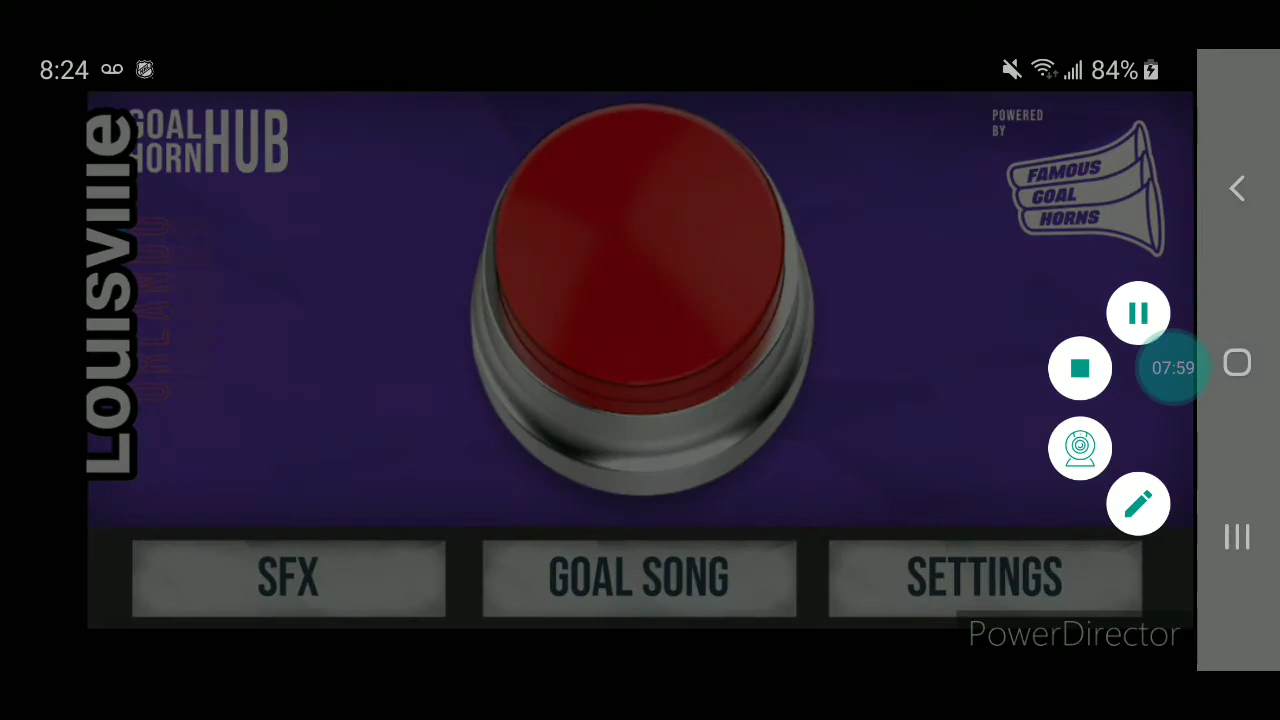 8:24
84%
GOAL
HORN HUB
POWERED
BY
FAMOUS
GOAL
HORNS
Louisville
ORLANDO
07:59
SFX
GOAL SONG
SETTINGS
PowerDirector